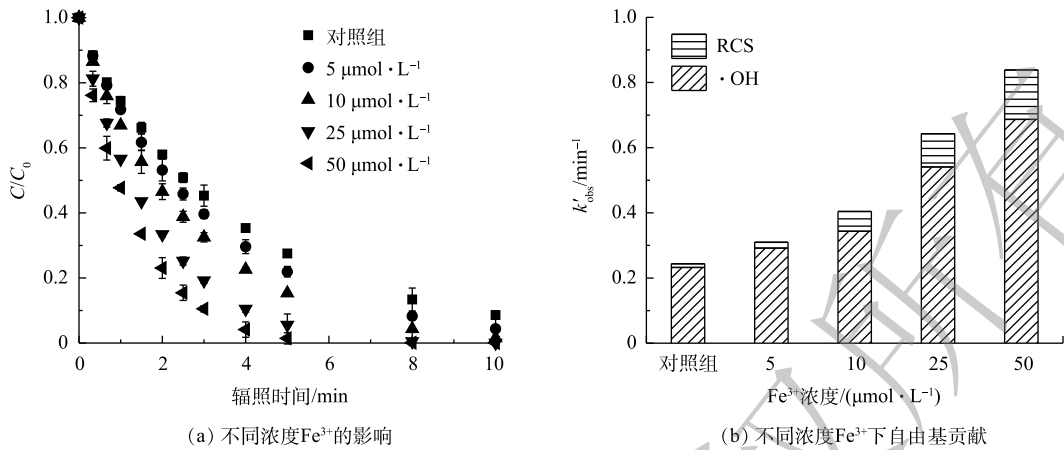 1.0
0.8
0.6
0.4
0.2
0
C/C₀
对照组
5 μmol·L⁻¹
10 μmol·L⁻¹
25 μmol·L⁻¹
50 μmol·L⁻¹
0 2 4 6 8 10
辐照时间/min
(a) 不同浓度Fe³⁺的影响
1.0
0.8
0.6
0.4
0.2
0
k′obs/min⁻¹
RCS
·OH
对照组 5 10 25 50
Fe³⁺浓度/(μmol·L⁻¹)
(b) 不同浓度Fe³⁺下自由基贡献
所有